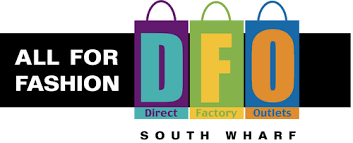 ALL FOR
FASHION
DFO
Direct Factory Outlets
SOUTH WHARF